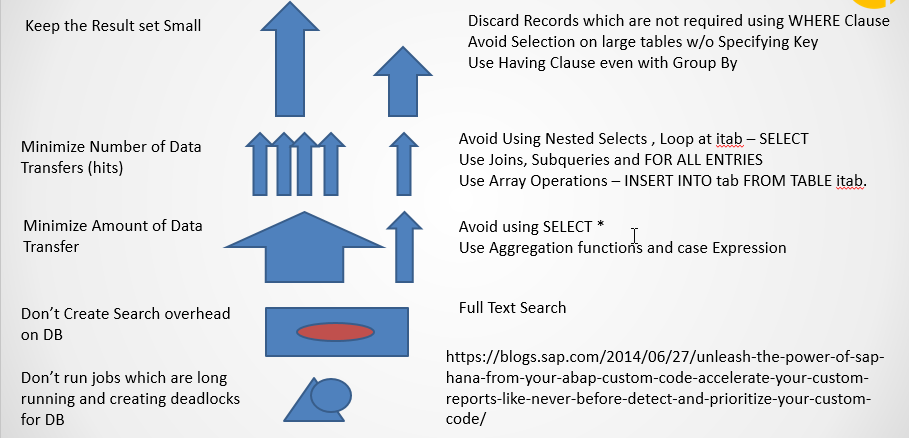 Keep the Result set Small
Discard Records which are not required using WHERE Clause
Avoid Selection on large tables w/o Specifying Key
Use Having Clause even with Group By
Minimize Number of Data
Transfers (hits)
Avoid Using Nested Selects , Loop at itab – SELECT
Use Joins, Subqueries and FOR ALL ENTRIES
Use Array Operations – INSERT INTO tab FROM TABLE itab.
Minimize Amount of Data
Transfer
Avoid using SELECT *
Use Aggregation functions and case Expression
Don’t Create Search overhead
on DB
Full Text Search
Don’t run jobs which are long
running and creating deadlocks
for DB
https://blogs.sap.com/2014/06/27/unleash-the-power-of-sap-
hana-from-your-abap-custom-code-accelerate-your-custom-
reports-like-never-before-detect-and-prioritize-your-custom-
code/